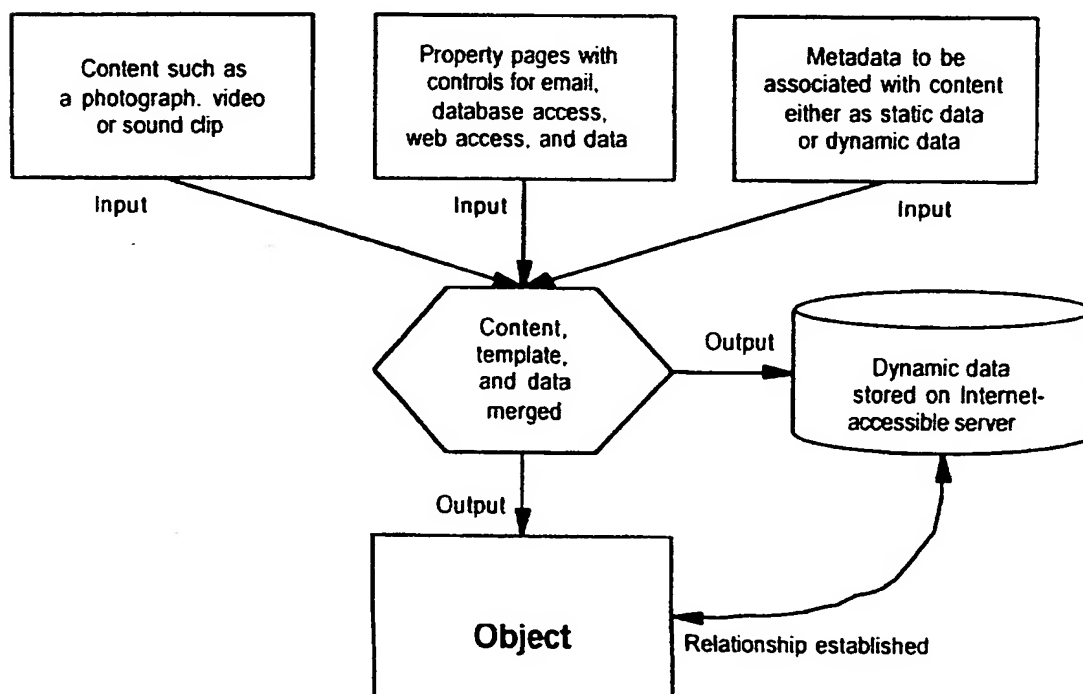 Content such as
a photograph. video
or sound clip
Property pages with
controls for email,
database access,
web access, and data
Metadata to be
associated with content
either as static data
or dynamic data
Input
Input
Input
Content,
template,
and data
merged
Output
Dynamic data
stored on Internet-
accessible server
Output
Object
Relationship established